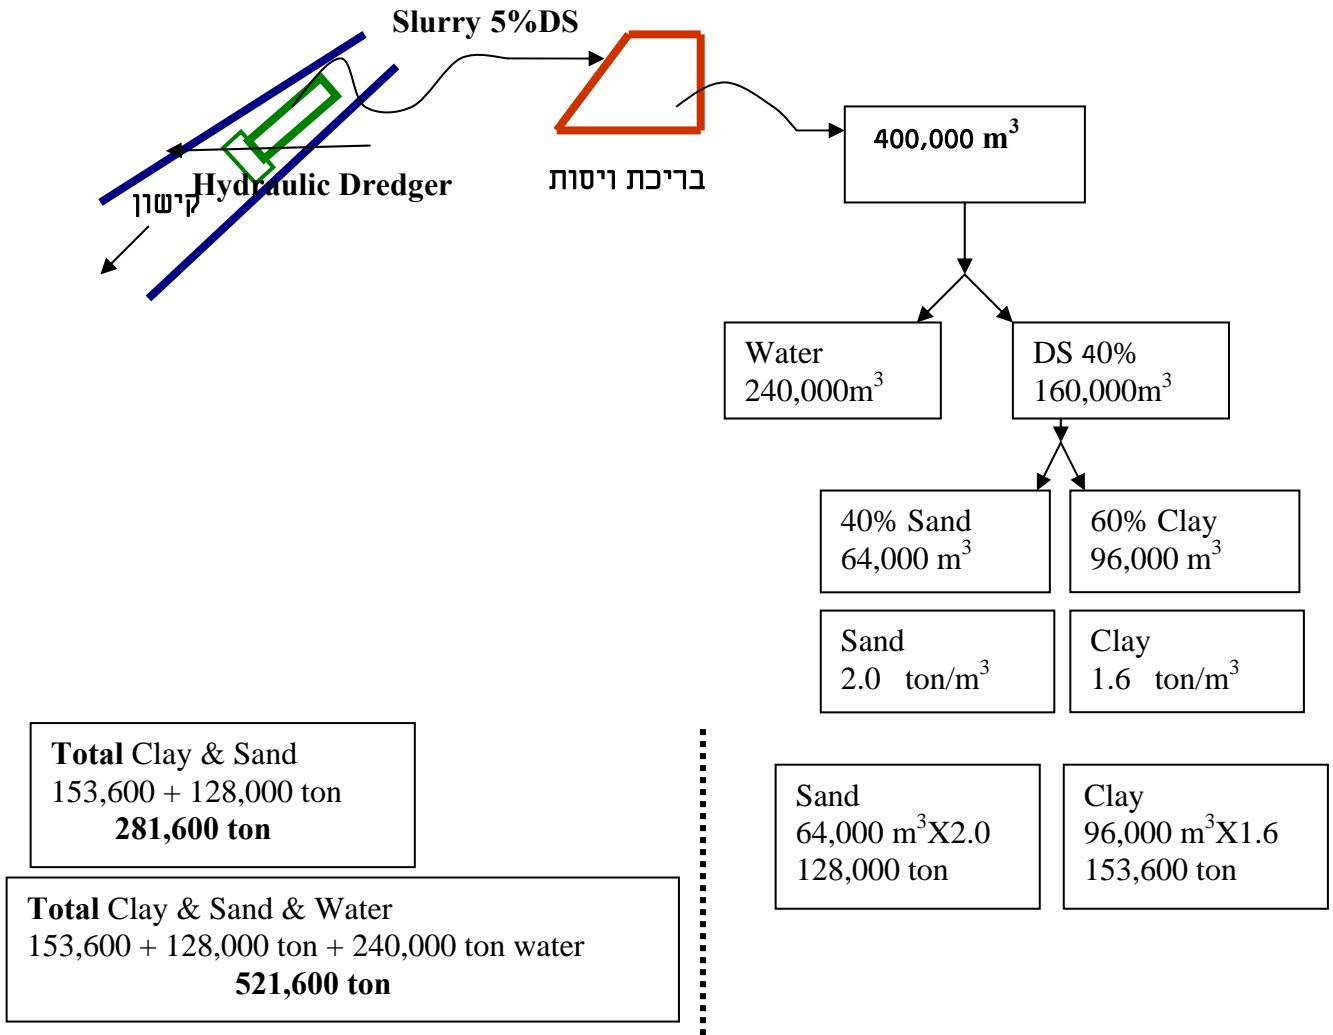 Slurry 5%DS
Hydraulic Dredger
קישון
בריכת ויסות
400,000 m³
Water
240,000m³
DS 40%
160,000m³
40% Sand
64,000 m³
60% Clay
96,000 m³
Sand
2.0 ton/m³
Clay
1.6 ton/m³
Sand
64,000 m³X2.0
128,000 ton
Clay
96,000 m³X1.6
153,600 ton
Total Clay & Sand
153,600 + 128,000 ton
281,600 ton
Total Clay & Sand & Water
153,600 + 128,000 ton + 240,000 ton water
521,600 ton